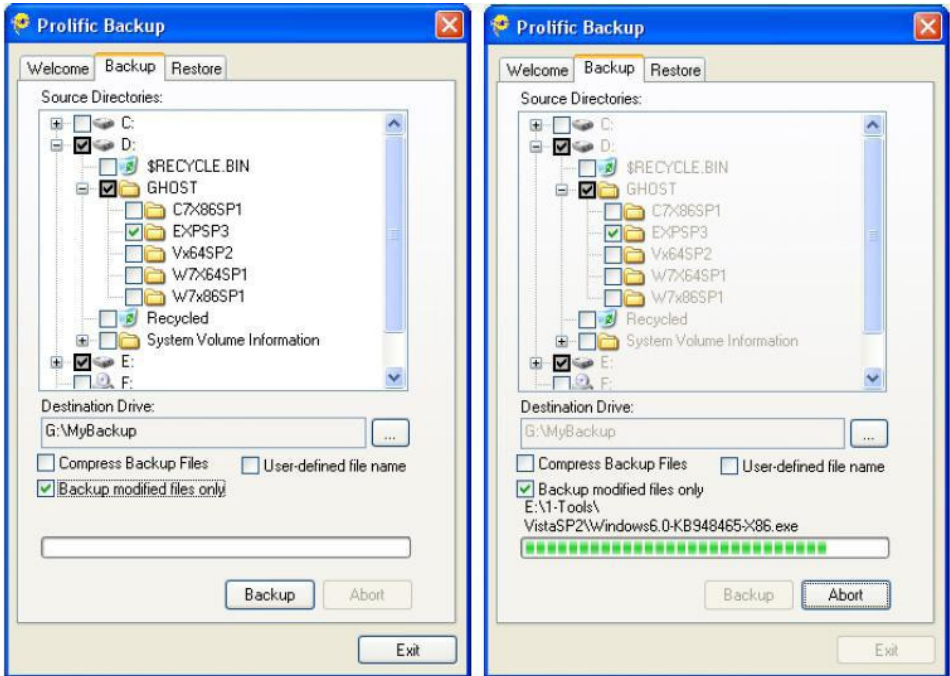 Prolific Backup
Welcome Backup Restore
Source Directories:
C:
D:
$RECYCLE.BIN
GHOST
C7X86SP1
EXPSP3
Vx64SP2
W7X64SP1
W7x86SP1
Recycled
System Volume Information
E:
F:
Destination Drive:
G:\MyBackup
...
Compress Backup Files User-defined file name
Backup modified files only
Backup Abort
Exit
Prolific Backup
Welcome Backup Restore
Source Directories:
C:
D:
$RECYCLE.BIN
GHOST
C7X86SP1
EXPSP3
Vx64SP2
W7X64SP1
W7x86SP1
Recycled
System Volume Information
E:
F:
Destination Drive:
G:\MyBackup
...
Compress Backup Files User-defined file name
Backup modified files only
E:\1-Tools\
VistaSP2\Windows6.0-KB948465-X86.exe
Backup Abort
Exit